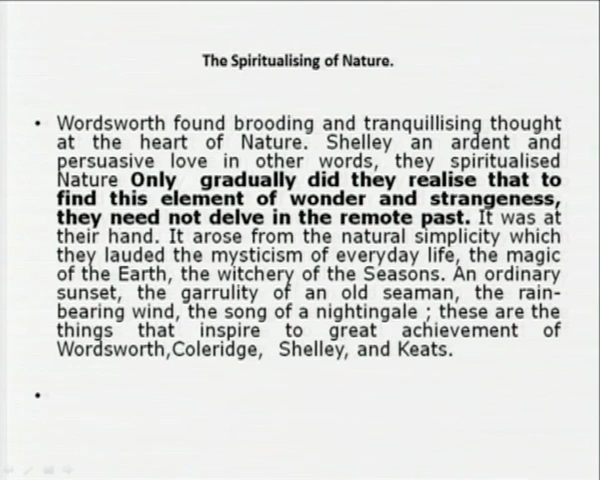 The Spiritualising of Nature.
• Wordsworth found brooding and tranquillising thought
at the heart of Nature. Shelley an ardent and
persuasive love in other words, they spiritualised
Nature Only gradually did they realise that to
find this element of wonder and strangeness,
they need not delve in the remote past. It was at
their hand. It arose from the natural simplicity which
they lauded the mysticism of everyday life, the magic
of the Earth, the witchery of the Seasons. An ordinary
sunset, the garrulity of an old seaman, the rain-
bearing wind, the song of a nightingale ; these are the
things that inspire to great achievement of
Wordsworth,Coleridge, Shelley, and Keats.
•